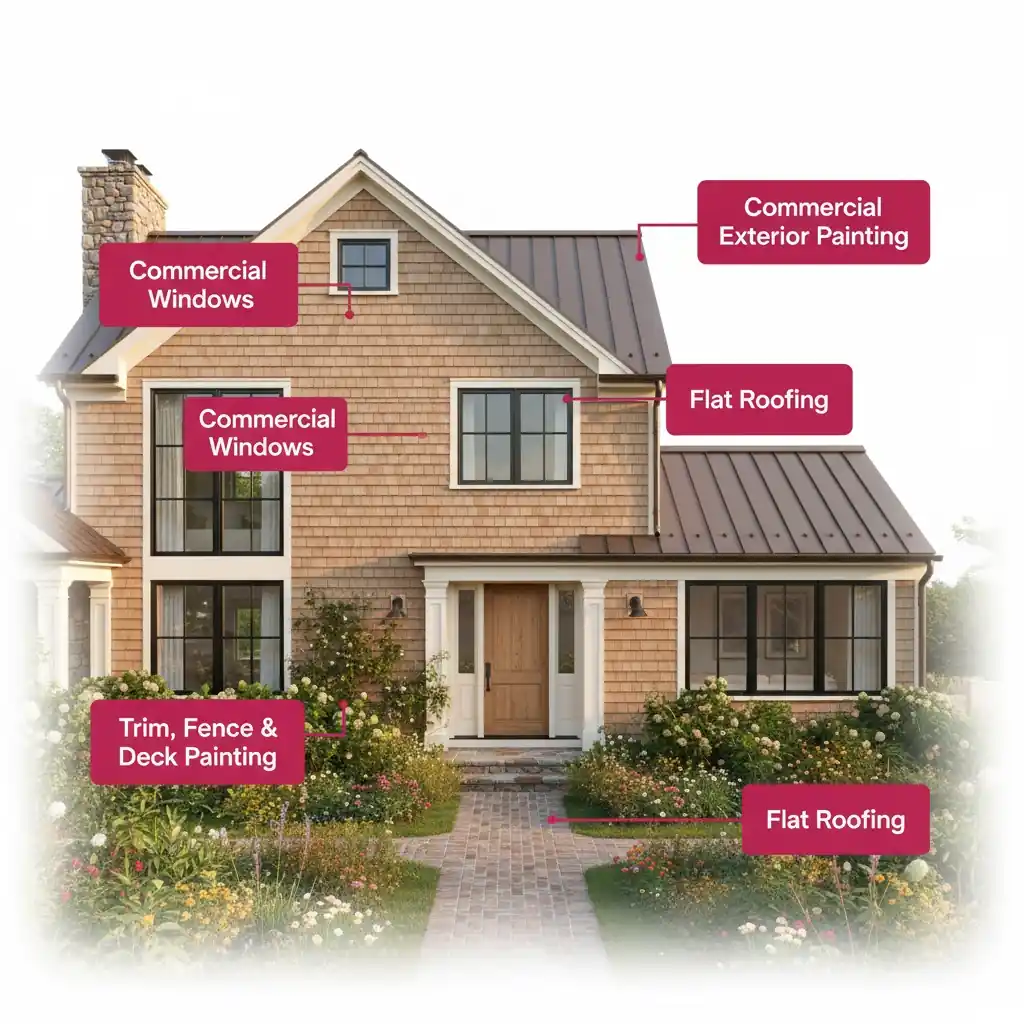 Commercial
Exterior Painting
Commercial
Windows
Flat Roofing
Commercial
Windows
Trim, Fence &
Deck Painting
Flat Roofing